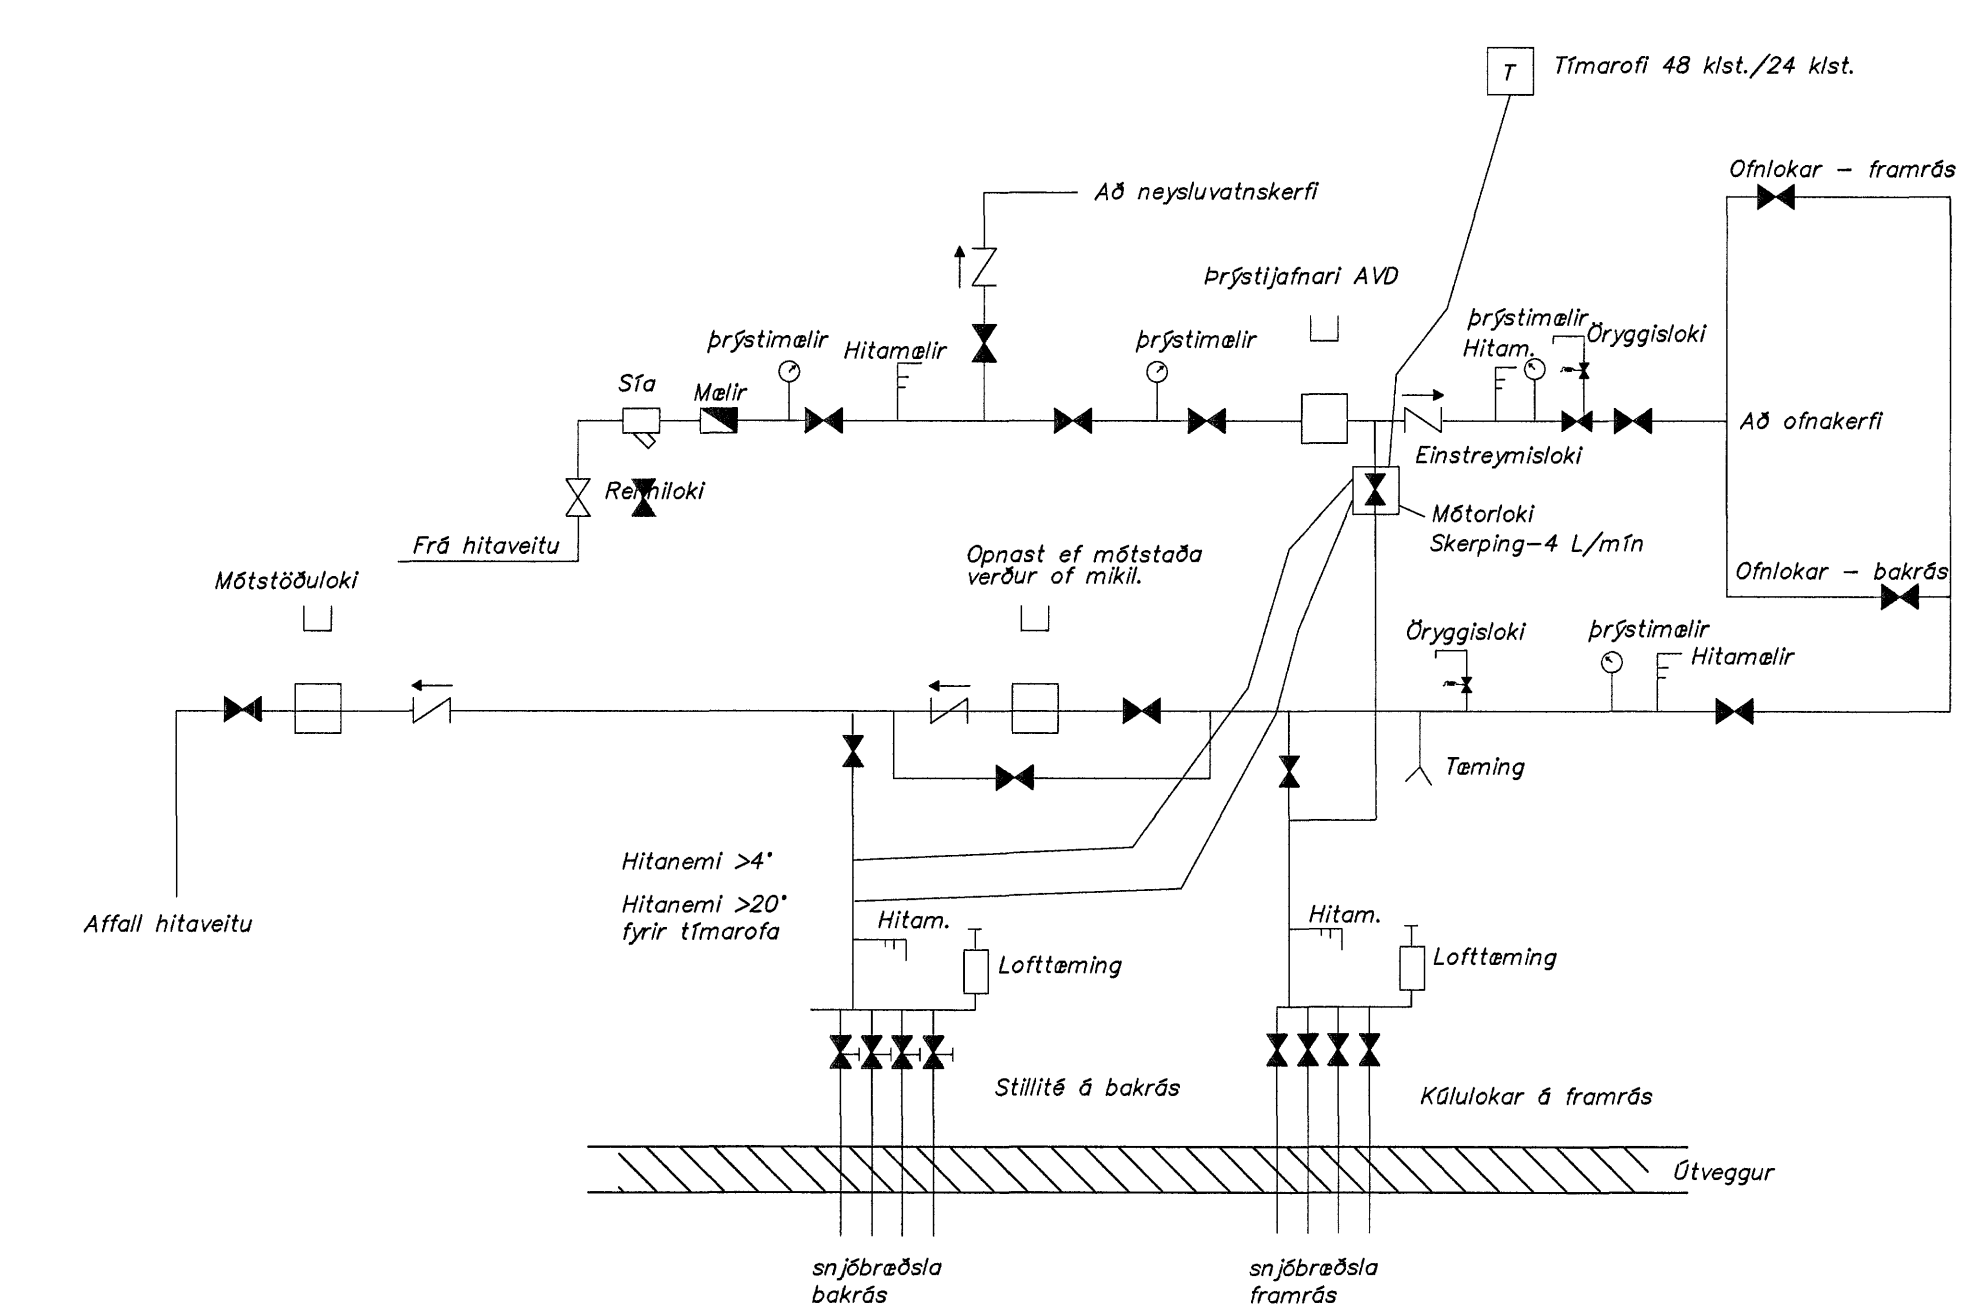 T
Tímarofi 48 klst./24 klst.
Ofnlokar - framrás
Að neysluvatnskerfi
Þrýstijafnari AVD
þrýstimælir
Öryggisloki
þrýstimælir
Hitamælir
þrýstimælir
Hitam.
Sía
Mælir
Að ofnakerfi
Einstreymisloki
Renniloki
Mótorloki
Skerping-4 L/mín
Frá hitaveitu
Opnast ef mótstaða
verður of mikil.
Mótstöðuloki
Ofnlokar - bakrás
Öryggisloki
þrýstimælir
Hitamælir
Tæming
Hitanemi >4°
Hitanemi >20°
fyrir tímarofa
Affall hitaveitu
Hitam.
Hitam.
Lofttæming
Lofttæming
Stillité á bakrás
Kúlulokar á framrás
Útveggur
snjóbræðsla
bakrás
snjóbræðsla
framrás